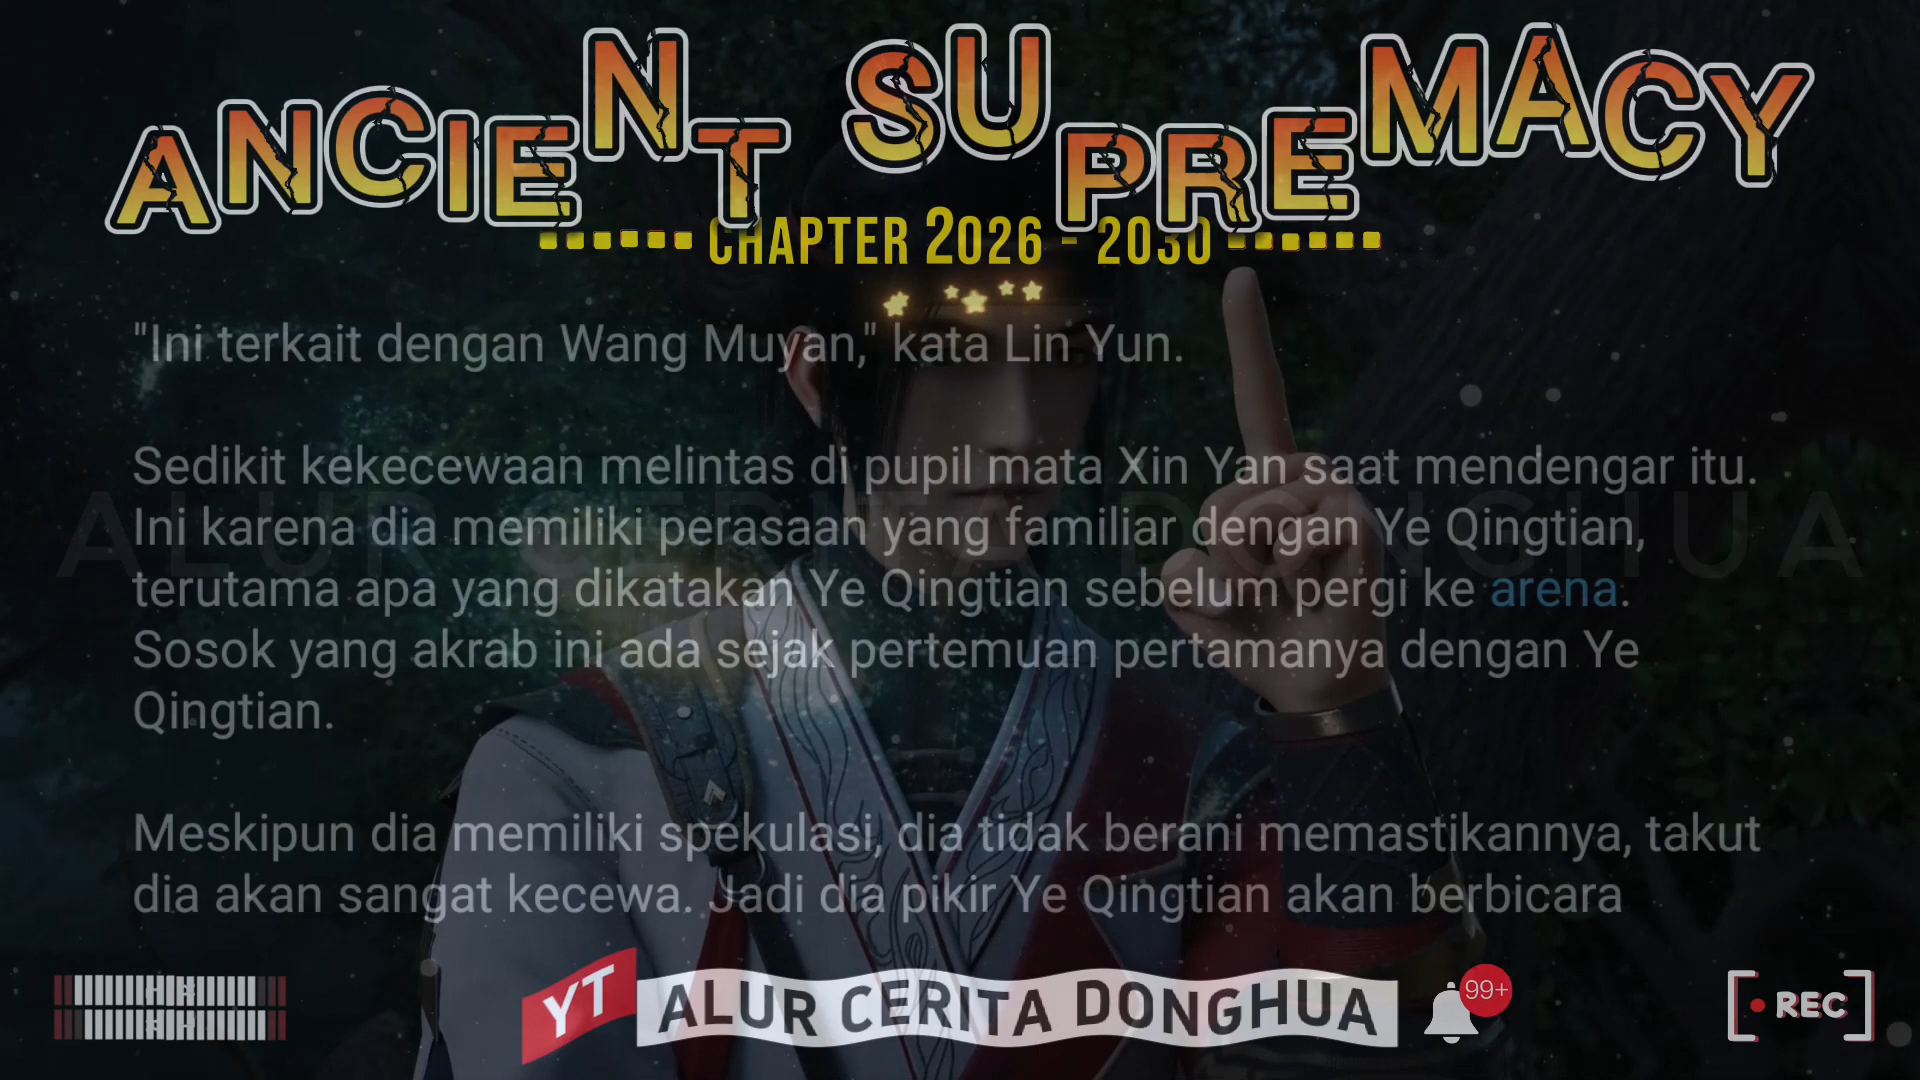 ANCIENT SUPREMACY
CHAPTER 2026 - 2030
"Ini terkait dengan Wang Muyan," kata Lin Yun.
Sedikit kekecewaan melintas di pupil mata Xin Yan saat mendengar itu.
Ini karena dia memiliki perasaan yang familiar dengan Ye Qingtian,
terutama apa yang dikatakan Ye Qingtian sebelum pergi ke arena.
Sosok yang akrab ini ada sejak pertemuan pertamanya dengan Ye
Qingtian.
ALUR CERITA DONGHUA
Meskipun dia memiliki spekulasi, dia tidak berani memastikannya, takut
dia akan sangat kecewa. Jadi dia pikir Ye Qingtian akan berbicara
YT ALUR CERITA DONGHUA
99+
REC